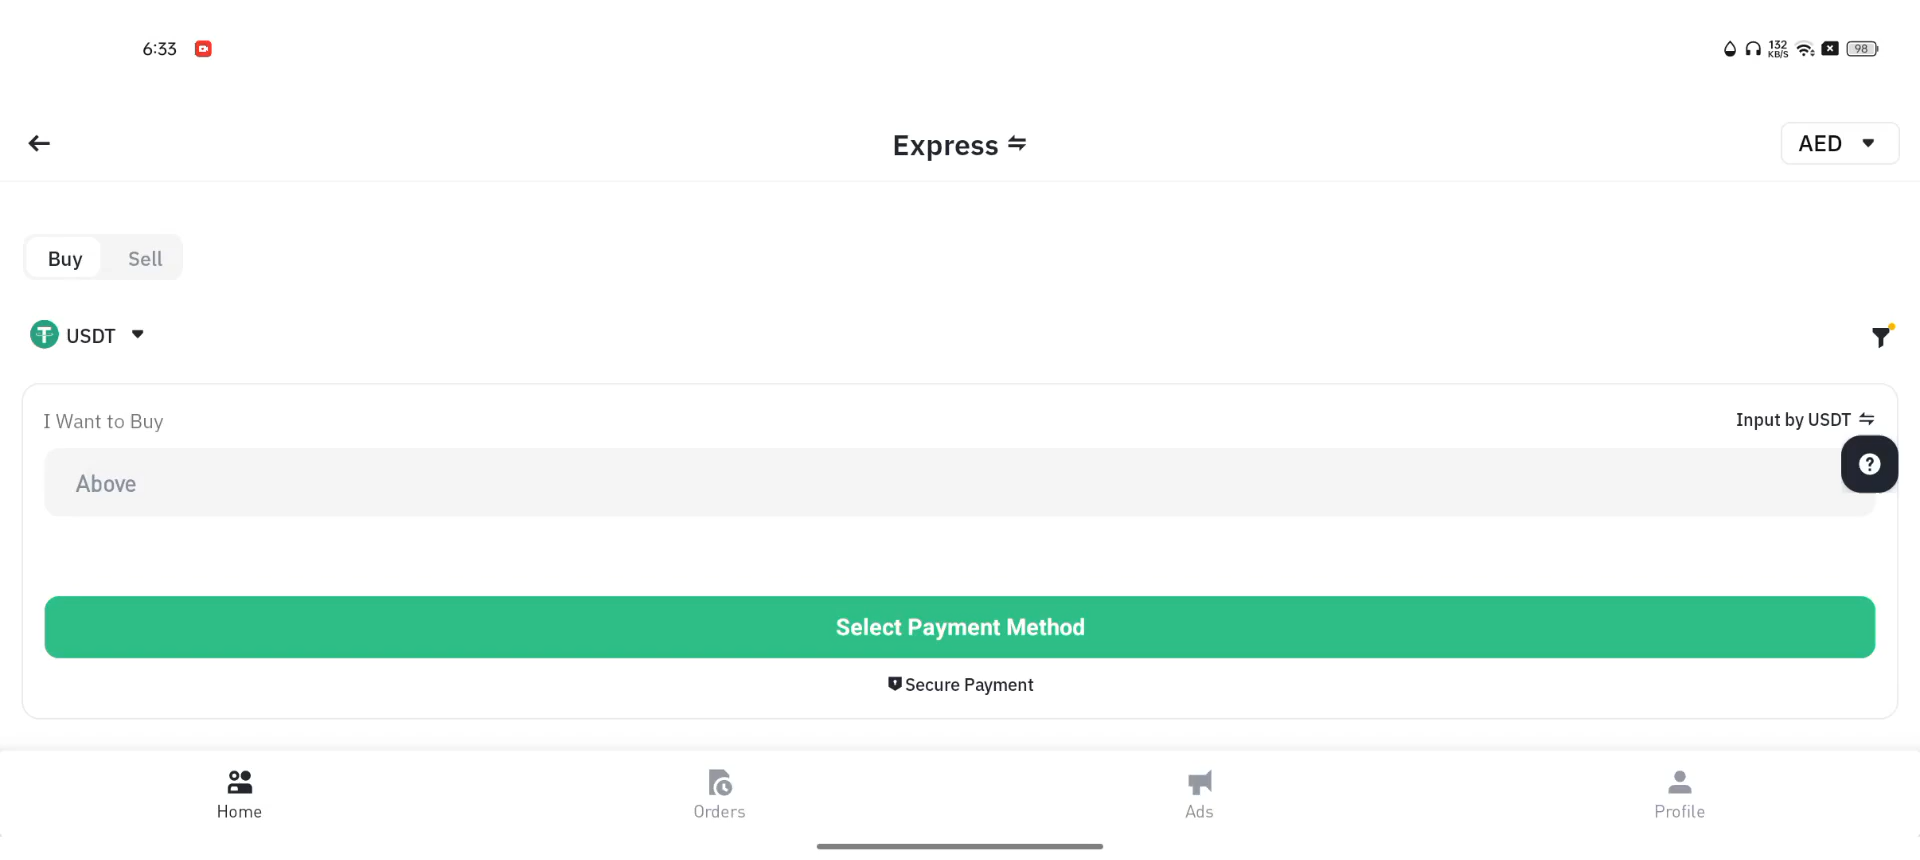 6:33
132
KB/S
98
Express
AED
Buy
Sell
USDT
I Want to Buy
Input by USDT
Above
Select Payment Method
Secure Payment
Home
Orders
Ads
Profile